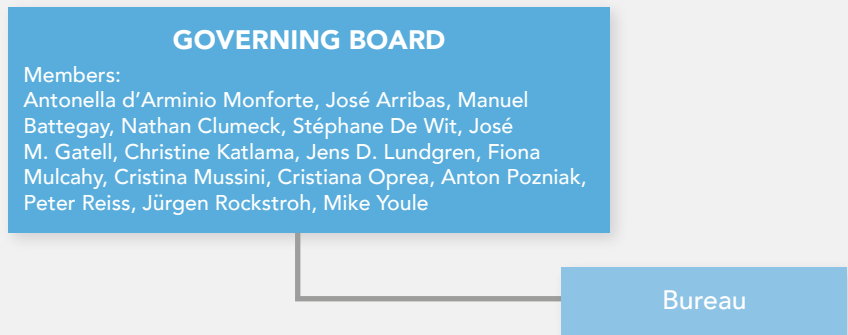 GOVERNING BOARD
Members:
Antonella d’Arminio Monforte, José Arribas, Manuel
Battegay, Nathan Clumeck, Stéphane De Wit, José
M. Gatell, Christine Katlama, Jens D. Lundgren, Fiona
Mulcahy, Cristina Mussini, Cristiana Oprea, Anton Pozniak,
Peter Reiss, Jürgen Rockstroh, Mike Youle
Bureau